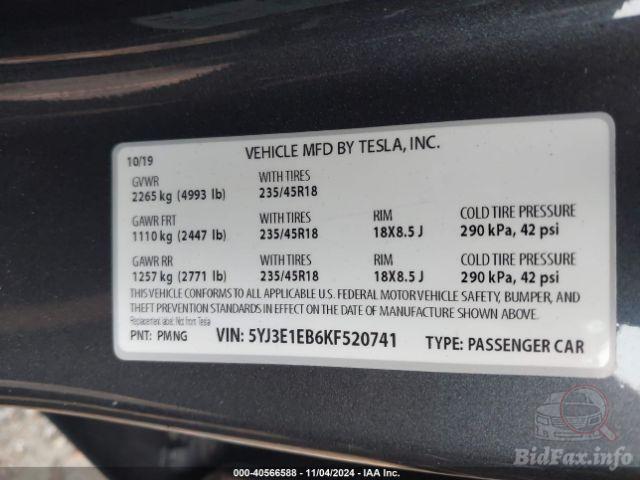 10/19 VEHICLE MFD BY TESLA, INC.
GVWR WITH TIRES
2265 kg (4993 lb) 235/45R18
GAWR FRT WITH TIRES RIM COLD TIRE PRESSURE
1110 kg (2447 lb) 235/45R18 18X8.5 J 290 kPa, 42 psi
GAWR RR WITH TIRES RIM COLD TIRE PRESSURE
1257 kg (2771 lb) 235/45R18 18X8.5 J 290 kPa, 42 psi
THIS VEHICLE CONFORMS TO ALL APPLICABLE U.S. FEDERAL MOTOR VEHICLE SAFETY, BUMPER, AND
THEFT PREVENTION STANDARDS IN EFFECT ON THE DATE OF MANUFACTURE SHOWN ABOVE.
Replacement label: Not from Tesla
PNT: PMNG VIN: 5YJ3E1EB6KF520741 TYPE: PASSENGER CAR
BidFax.info
000-40566588 - 11/04/2024 - IAA Inc.